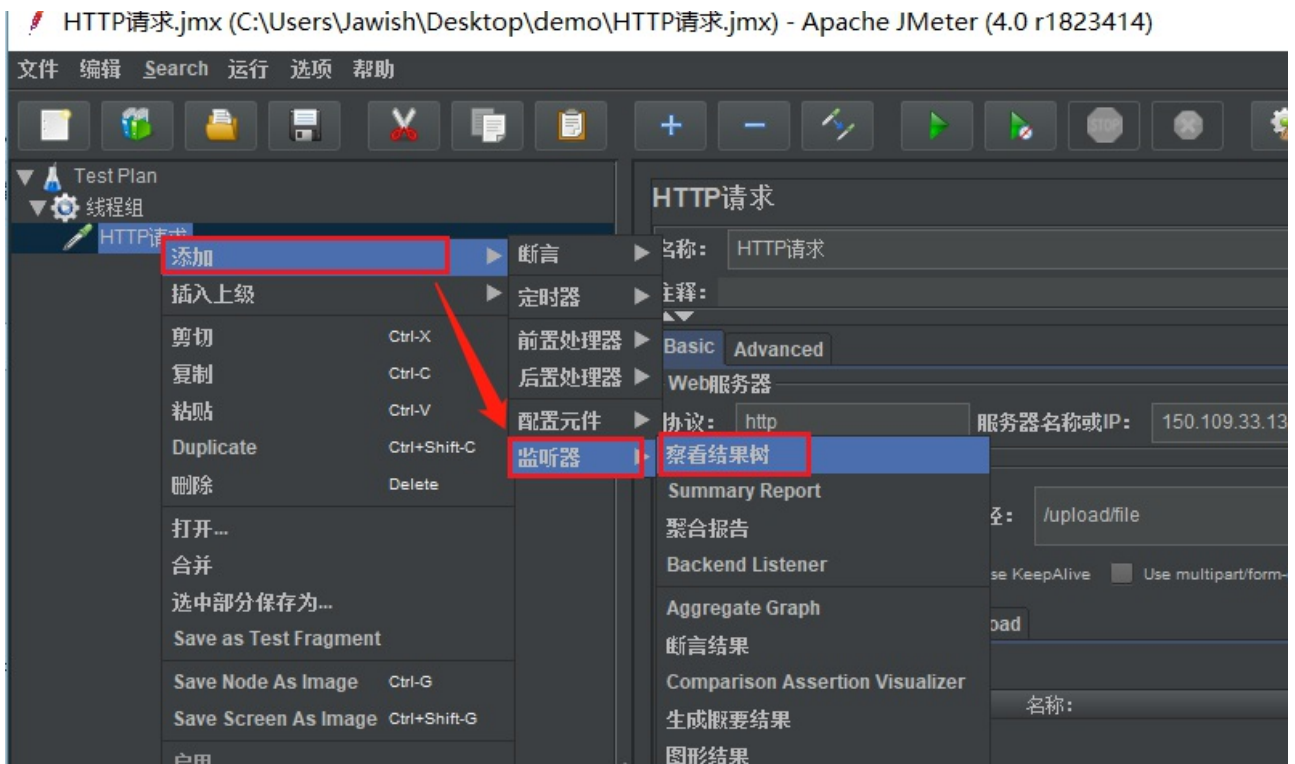 HTTP请求.jmx (C:\Users\Jawish\Desktop\demo\HTTP请求.jmx) - Apache JMeter (4.0 r1823414)
文件 编辑 Search 运行 选项 帮助
STOP
Test Plan
线程组
HTTP请求
添加
插入上级
剪切 Ctrl-X
复制 Ctrl-C
粘贴 Ctrl-V
Duplicate Ctrl+Shift-C
删除 Delete
打开...
合并
选中部分保存为...
Save as Test Fragment
Save Node As Image Ctrl-G
Save Screen As Image Ctrl+Shift-G
启用
断言
定时器
前置处理器
后置处理器
配置元件
监听器
察看结果树
Summary Report
聚合报告
Backend Listener
Aggregate Graph
断言结果
Comparison Assertion Visualizer
生成概要结果
图形结果
HTTP请求
名称: HTTP请求
注释:
Basic Advanced
Web服务器
协议: http 服务器名称或IP: 150.109.33.13
径: /upload/file
se KeepAlive Use multipart/form-
oad
名称: